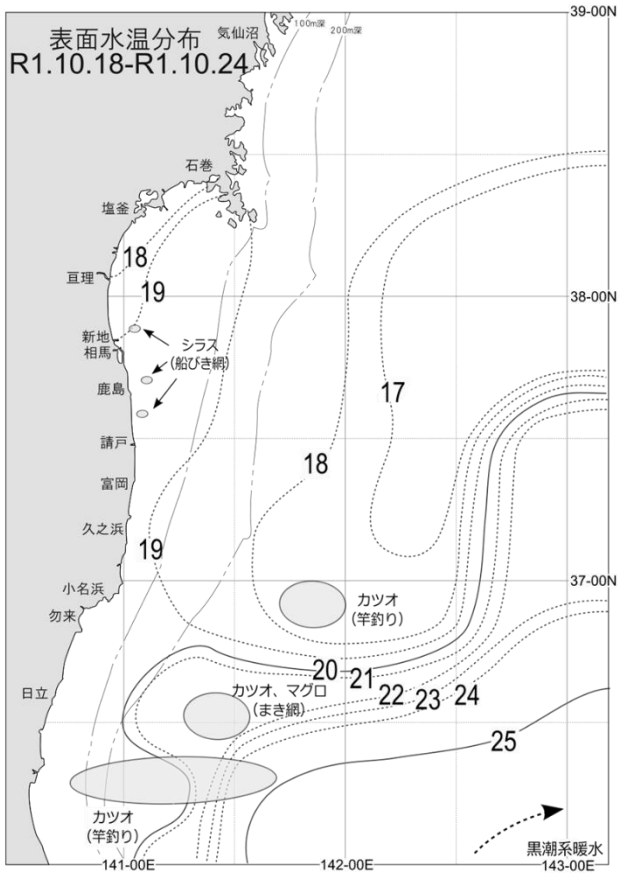 39-00N
100m深
200m深
気仙沼
表面水温分布
R1.10.18-R1.10.24
石巻
塩釜
18
亘理
19
38-00N
新地
相馬
シラス
(船びき網)
鹿島
17
請戸
18
富岡
久之浜
19
37-00N
小名浜
カツオ
(竿釣り)
勿来
20
21
22
23
24
日立
カツオ、マグロ
(まき網)
25
カツオ
(竿釣り)
黒潮系暖水
141-00E
142-00E
143-00E